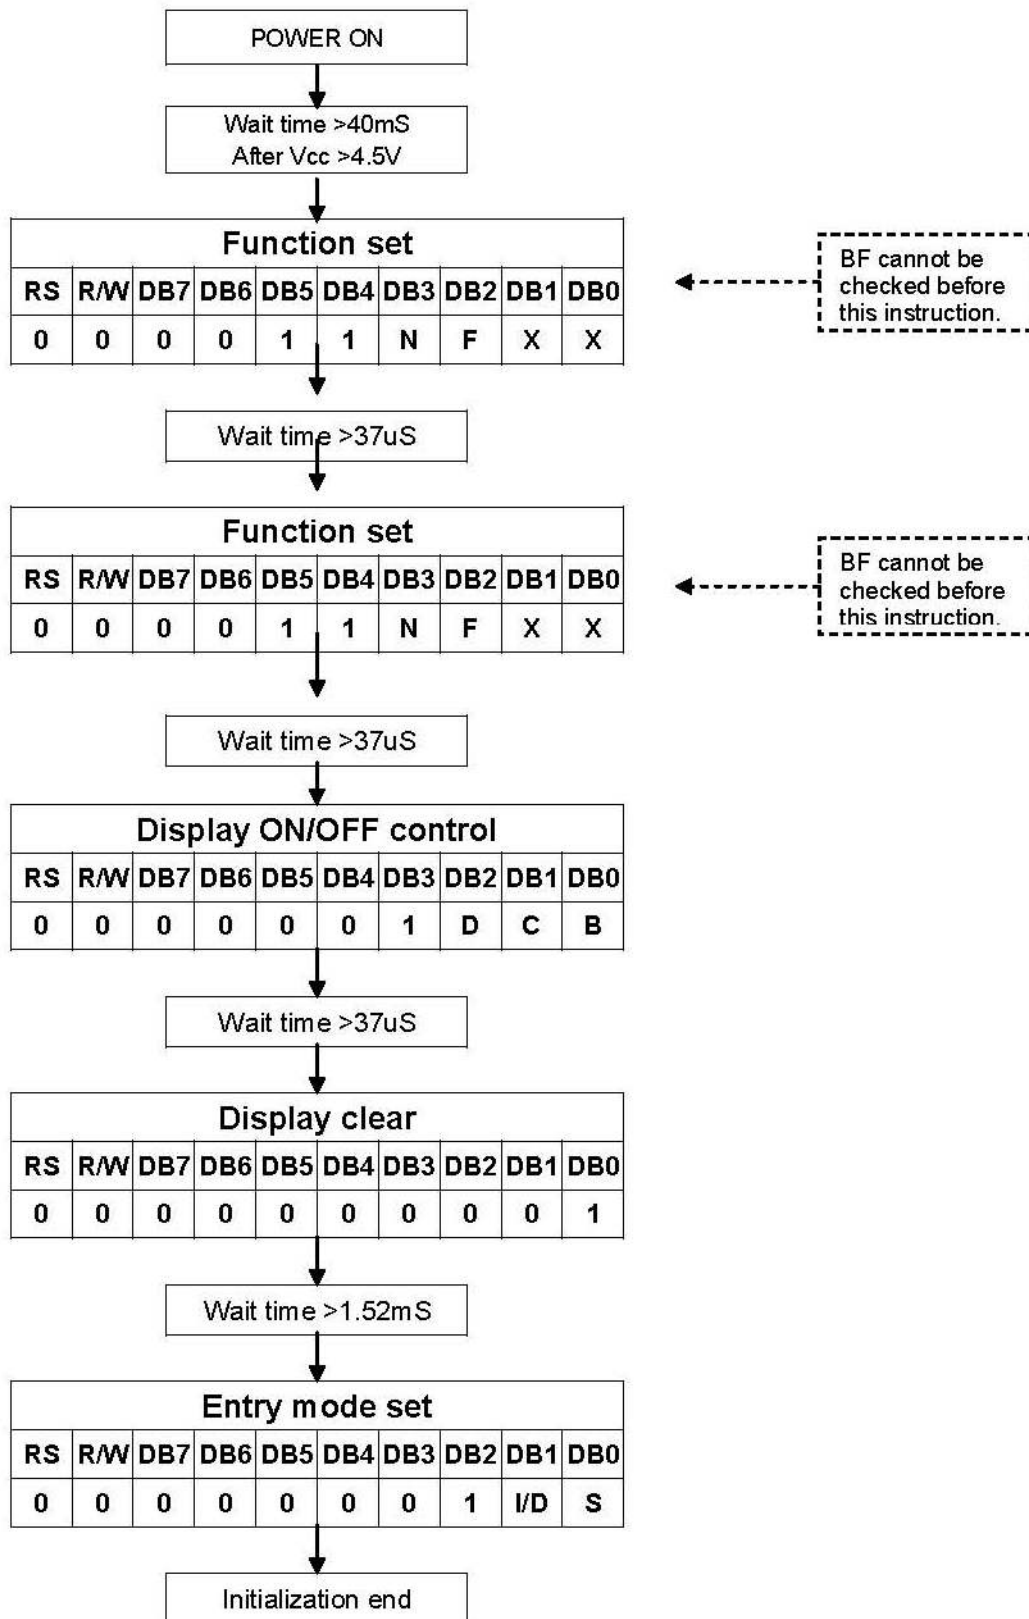 POWER ON
Wait time >40mS
After Vcc >4.5V
Function set
RS R/W DB7 DB6 DB5 DB4 DB3 DB2 DB1 DB0
0 0 0 0 1 1 N F X X
BF cannot be
checked before
this instruction.
Wait time >37uS
Function set
RS R/W DB7 DB6 DB5 DB4 DB3 DB2 DB1 DB0
0 0 0 0 1 1 N F X X
BF cannot be
checked before
this instruction.
Wait time >37uS
Display ON/OFF control
RS R/W DB7 DB6 DB5 DB4 DB3 DB2 DB1 DB0
0 0 0 0 0 0 1 D C B
Wait time >37uS
Display clear
RS R/W DB7 DB6 DB5 DB4 DB3 DB2 DB1 DB0
0 0 0 0 0 0 0 0 0 1
Wait time >1.52mS
Entry mode set
RS R/W DB7 DB6 DB5 DB4 DB3 DB2 DB1 DB0
0 0 0 0 0 0 0 1 I/D S
Initialization end